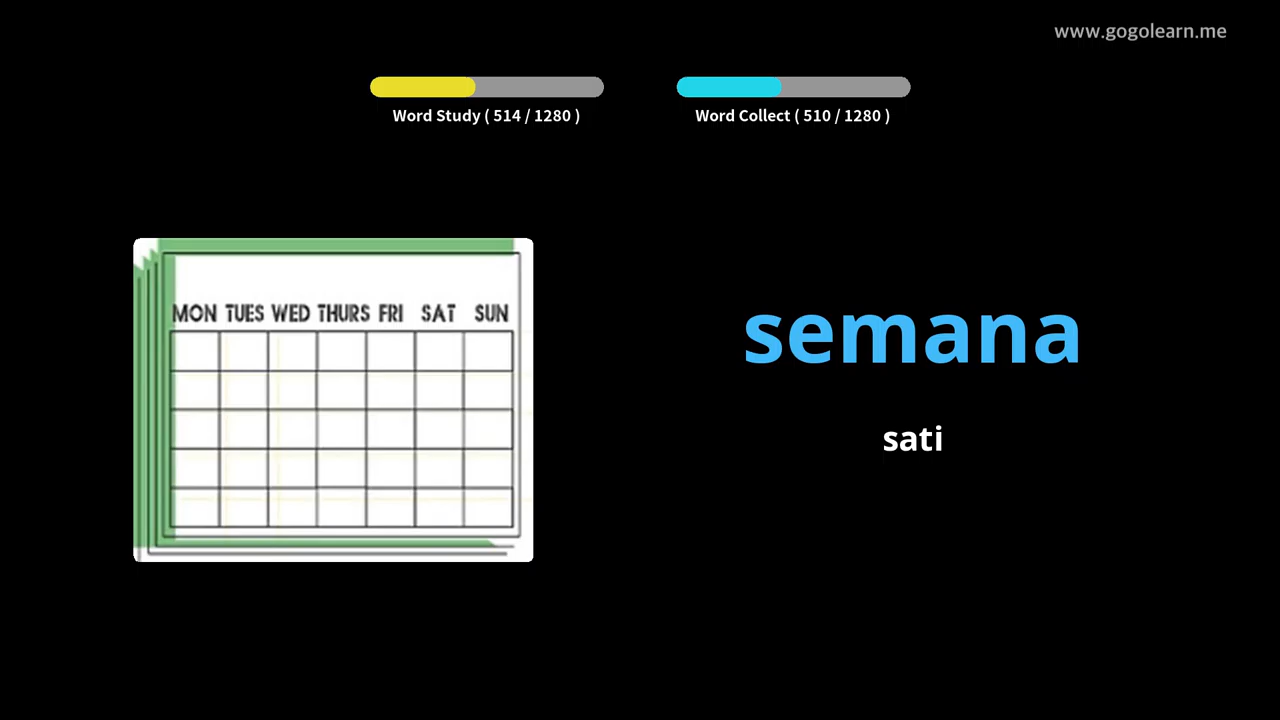 www.gogolearn.me
Word Study ( 514 / 1280 )
Word Collect ( 510 / 1280 )
MON TUES WED THURS FRI SAT SUN
semana
sati